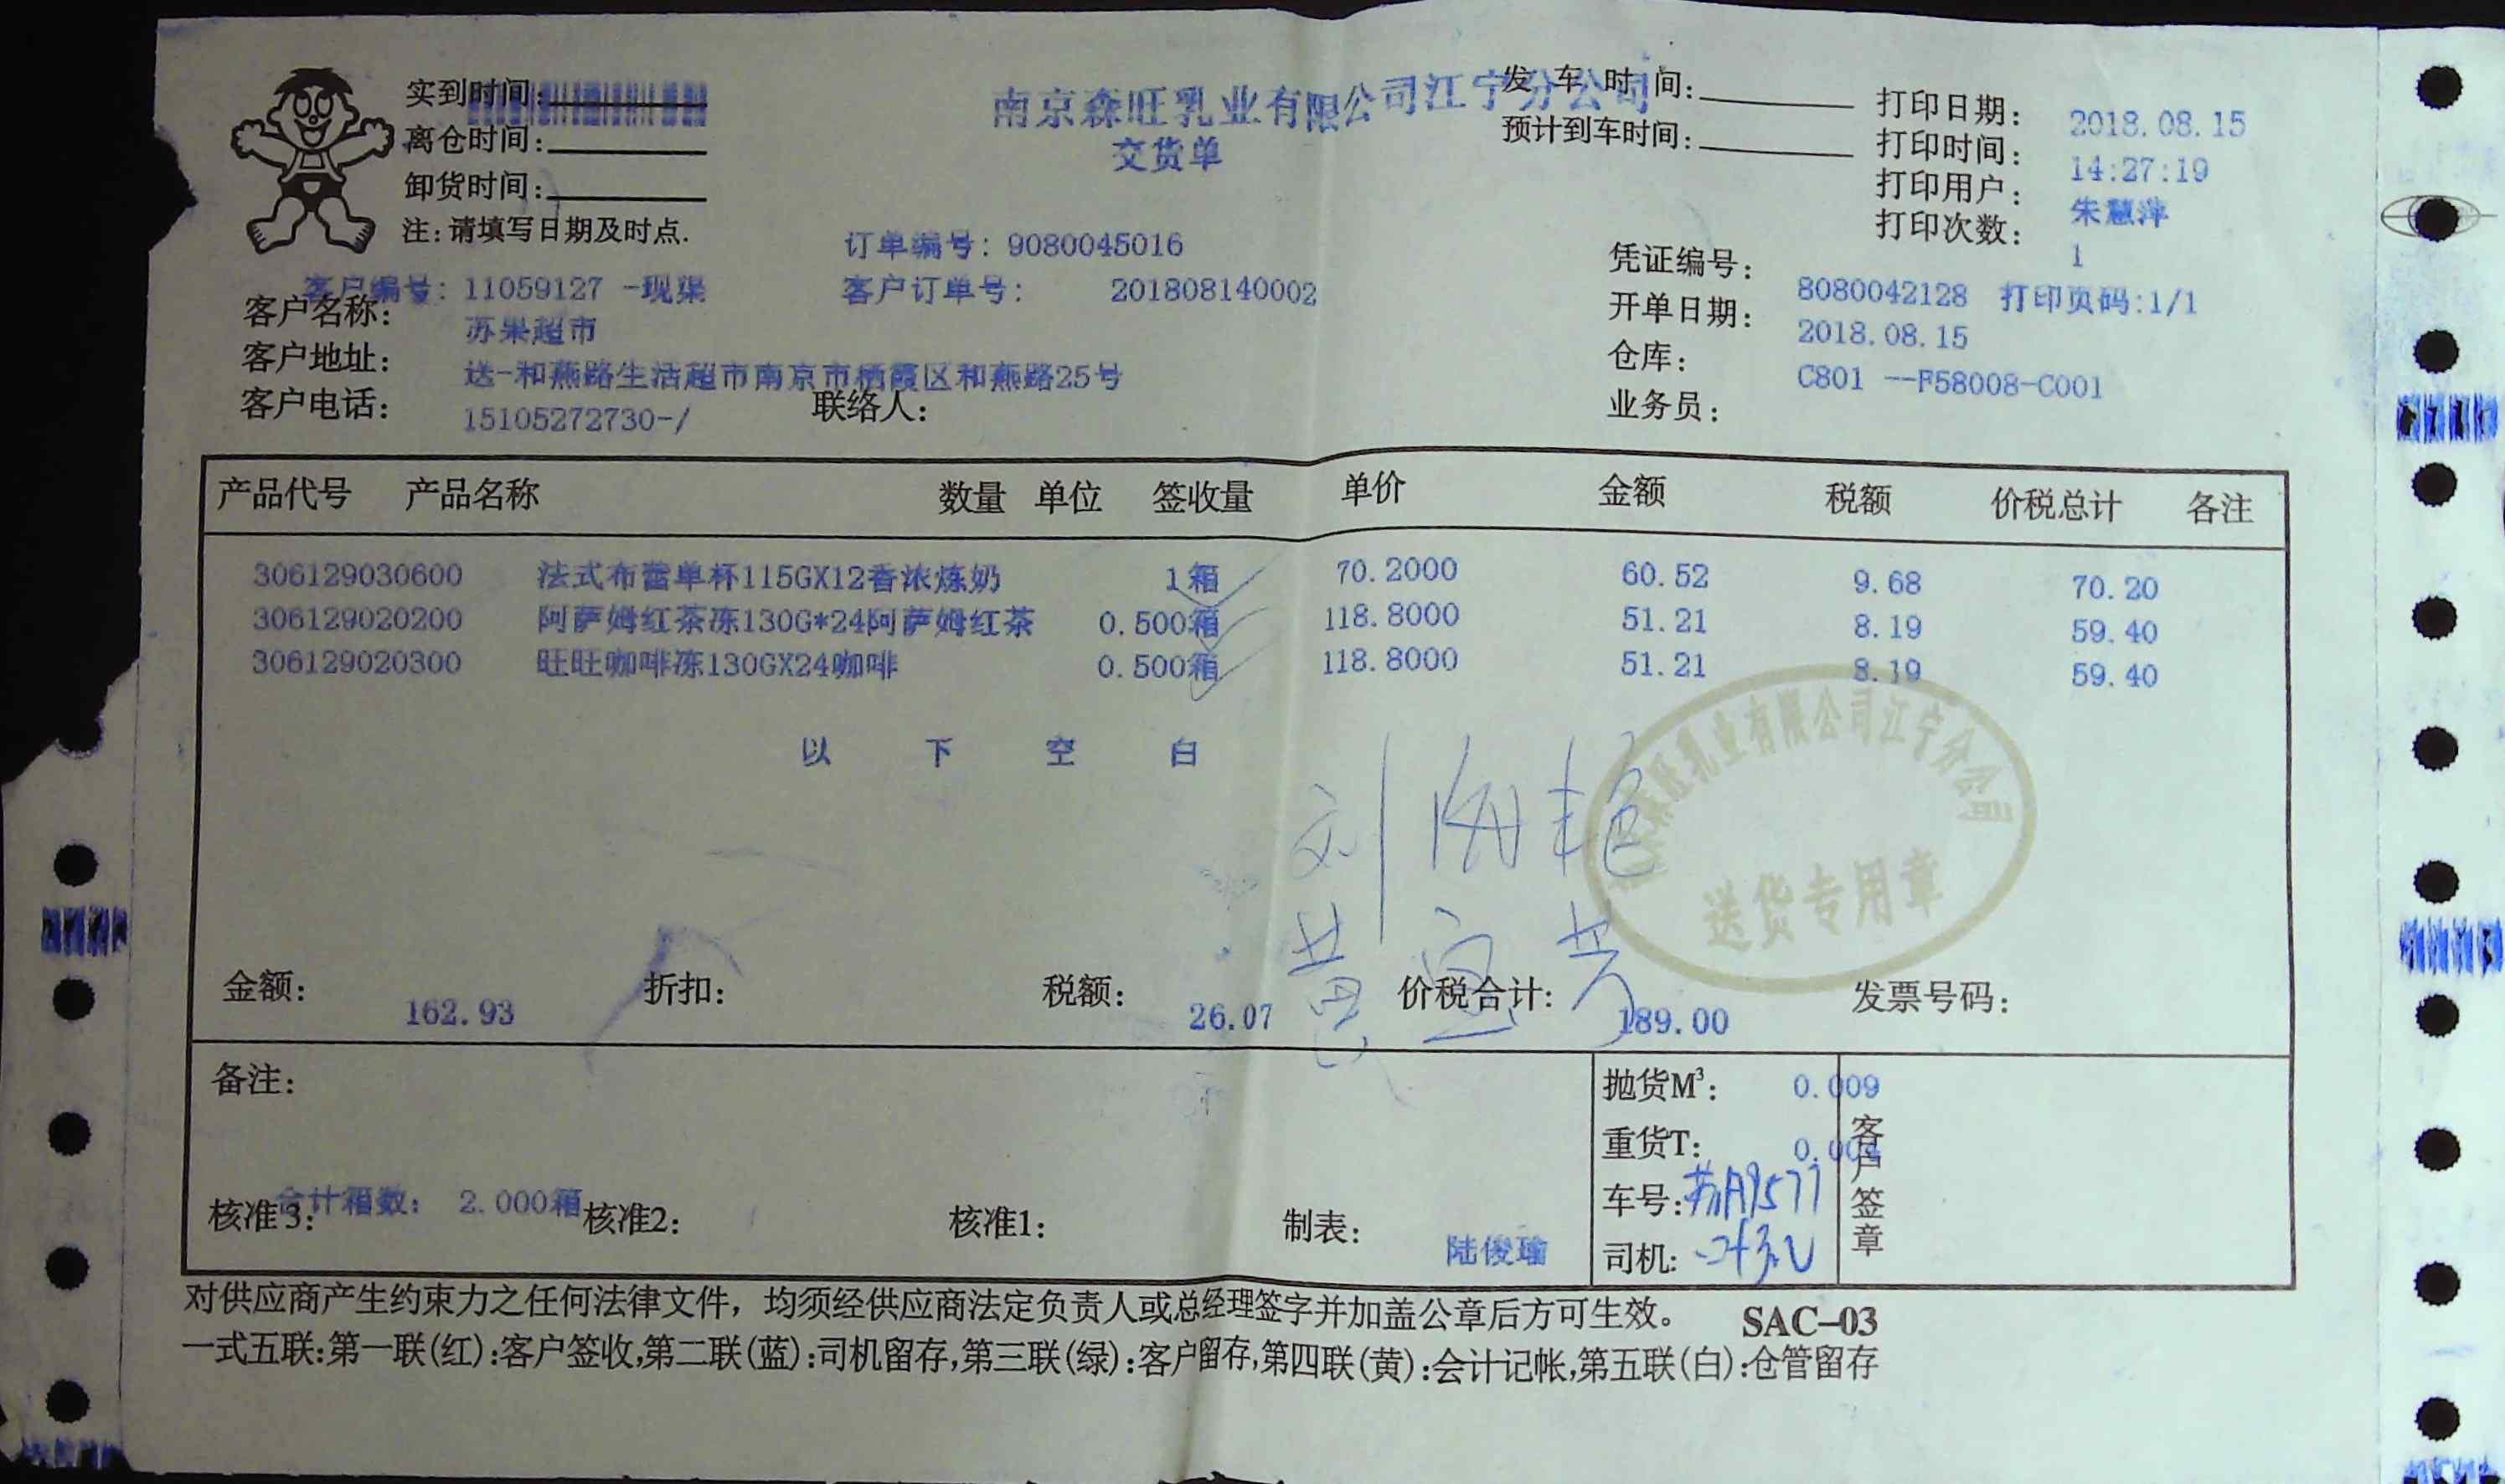 实到时间:
离仓时间:
卸货时间:
注:请填写日期及时点.
南京森旺乳业有限公司江宁分公司
交货单
发车时间:
预计到车时间:
打印日期: 2018.08.15
打印时间: 14:27:19
打印用户: 朱慧萍
打印次数: 1
订单编号: 9080045016
客户编号: 11059127 -现渠
客户订单号: 201808140002
客户名称: 苏果超市
客户地址: 送-和燕路生活超市南京市栖霞区和燕路25号
客户电话: 15105272730-/
联络人:
凭证编号: 8080042128 打印页码:1/1
开单日期: 2018.08.15
仓库: C801 --F58008-C001
业务员:
产品代号 产品名称 数量 单位 签收量 单价 金额 税额 价税总计 各注
306129030600 法式布蕾单杯115GX12香浓炼奶 1箱 70.2000 60.52 9.68 70.20
306129020200 阿萨姆红茶冻130G*24阿萨姆红茶 0.500箱 118.8000 51.21 8.19 59.40
306129020300 旺旺咖啡冻130GX24咖啡 0.500箱 118.8000 51.21 8.19 59.40
以下空白
乳业有限公司江宁分公司
送货专用章
金额: 162.93 折扣: 税额: 26.07 价税合计: 189.00 发票号码:
备注:
抛货M³: 0.009
重货T:
车号:
司机:
客户签章
合计箱数: 2.000箱
核准3: 核准2: 核准1: 制表: 陆俊瑜
对供应商产生约束力之任何法律文件，均须经供应商法定负责人或总经理签字并加盖公章后方可生效。 SAC-03
一式五联:第一联(红):客户签收,第二联(蓝):司机留存,第三联(绿):客户留存,第四联(黄):会计记帐,第五联(白):仓管留存